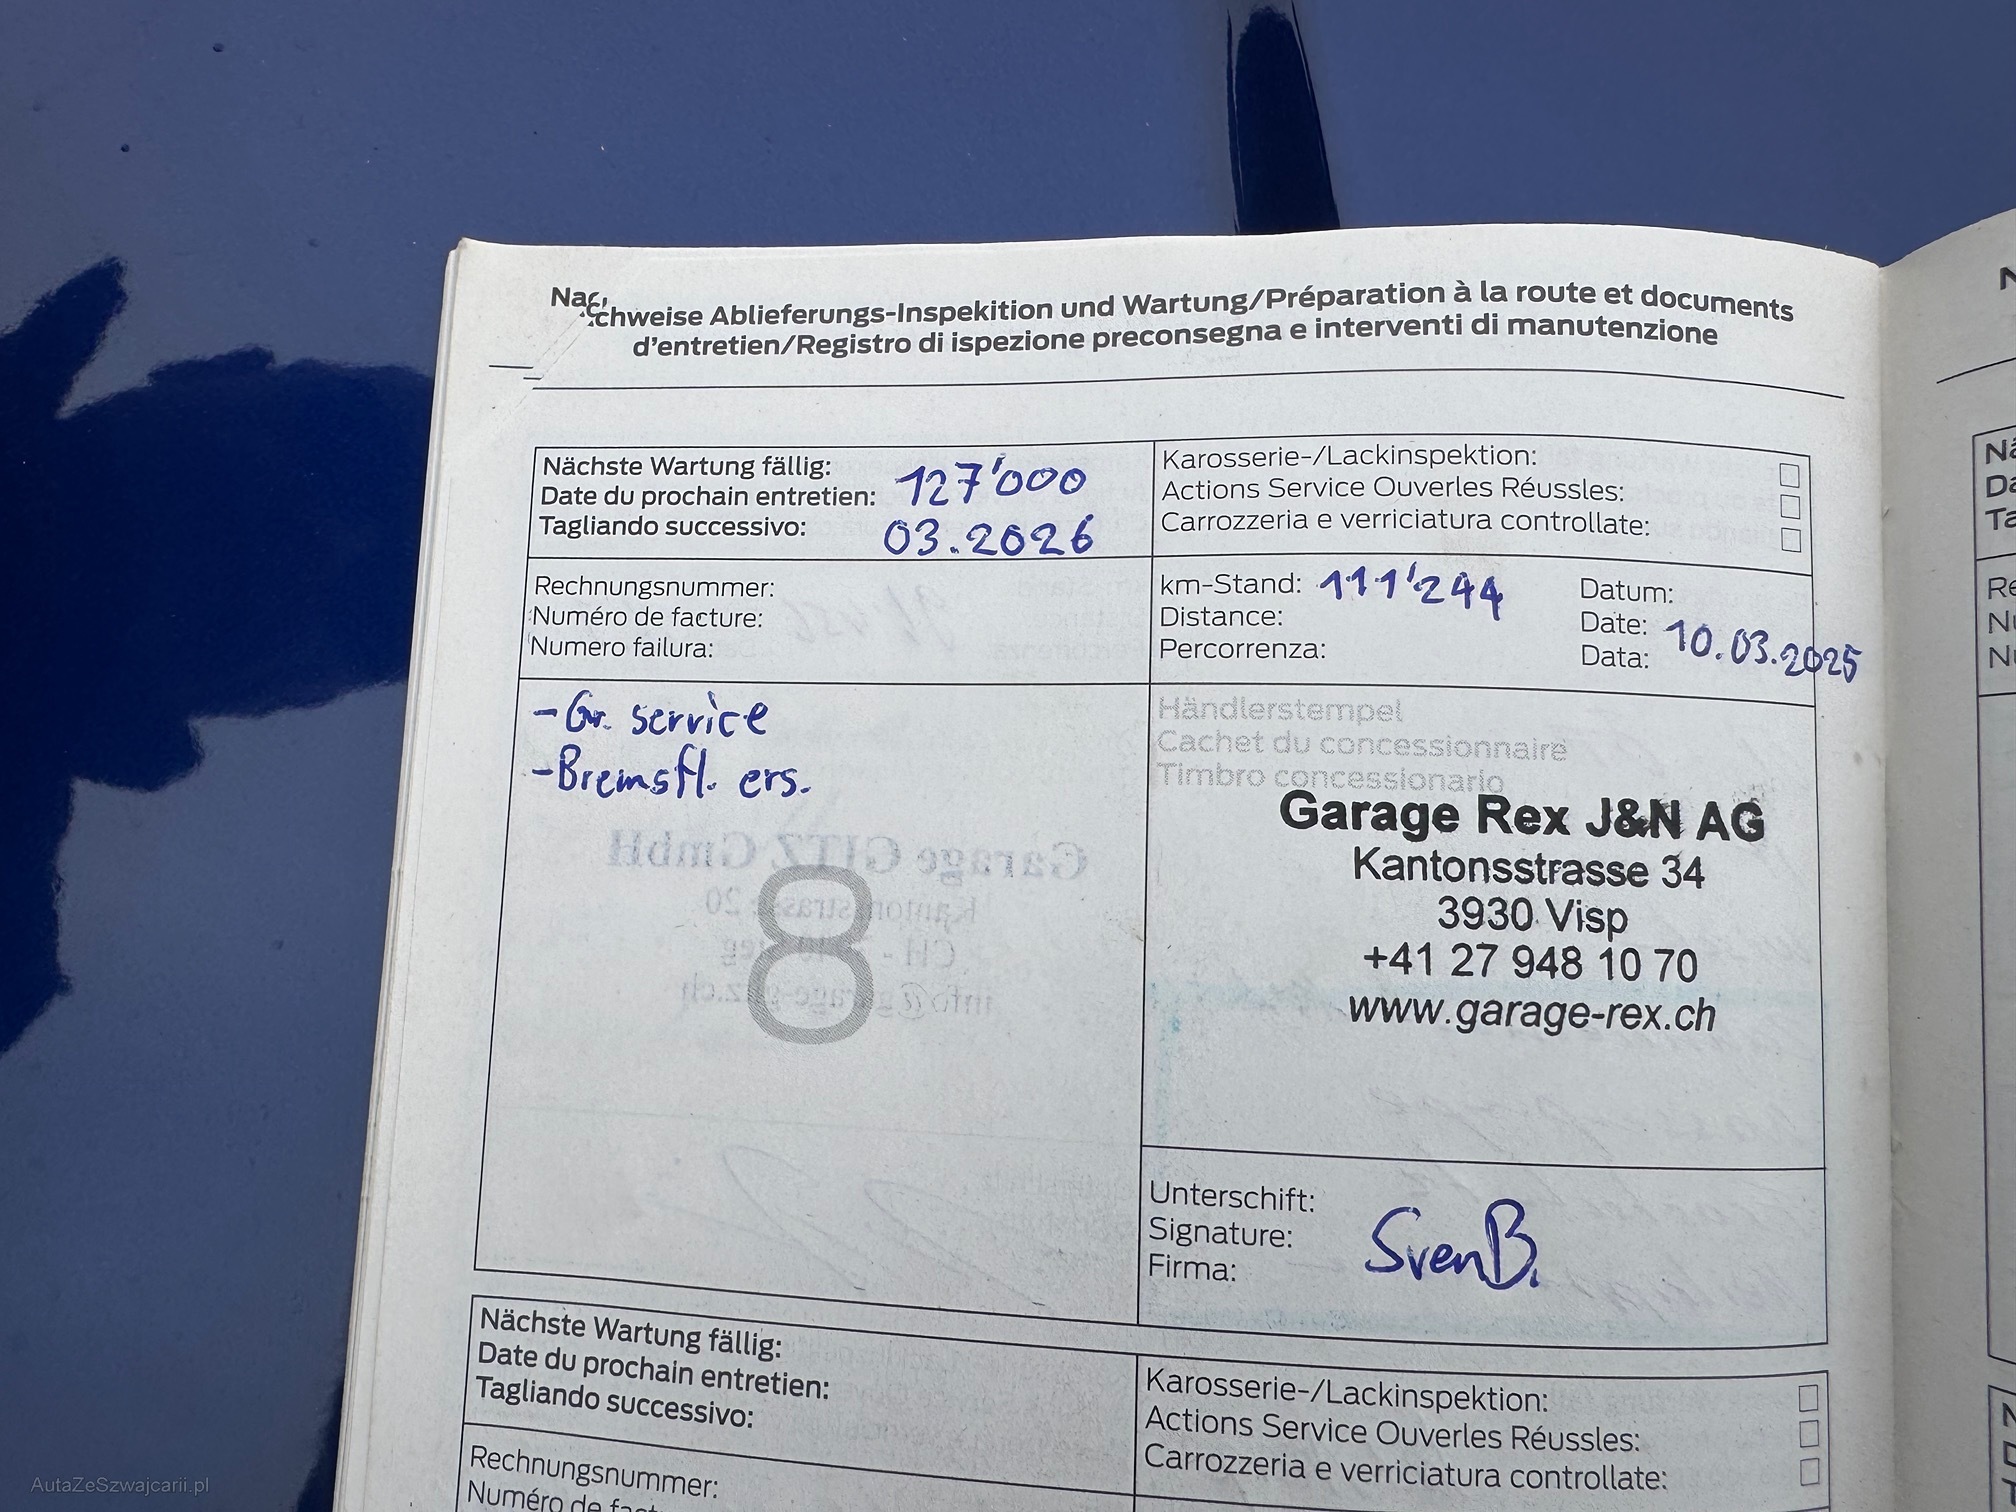 Nachweise Ablieferungs-Inspekition und Wartung/Préparation à la route et documents
d'entretien/Registro di ispezione preconsegna e interventi di manutenzione
Nächste Wartung fällig:
Date du prochain entretien:
Tagliando successivo:
127'000
03.2026
Karosserie-/Lackinspektion:
Actions Service Ouverles Réussles:
Carrozzeria e verriciatura controllate:
Rechnungsnummer:
Numéro de facture:
Numero failura:
km-Stand: 111'244
Distance:
Percorrenza:
Datum:
Date: 10.03.2025
Data:
-Gr. service
-Bremsfl. ers.
8
Händlerstempel
Cachet du concessionnaire
Timbro concessionario
Garage Rex J&N AG
Kantonsstrasse 34
3930 Visp
+41 27 948 10 70
www.garage-rex.ch
Unterschift:
Signature:
Firma:
Sven B.
Nächste Wartung fällig:
Date du prochain entretien:
Tagliando successivo:
Karosserie-/Lackinspektion:
Actions Service Ouverles Réussles:
Carrozzeria e verriciatura controllate:
Rechnungsnummer:
Numéro de
AutaZeSzwajcarii.pl